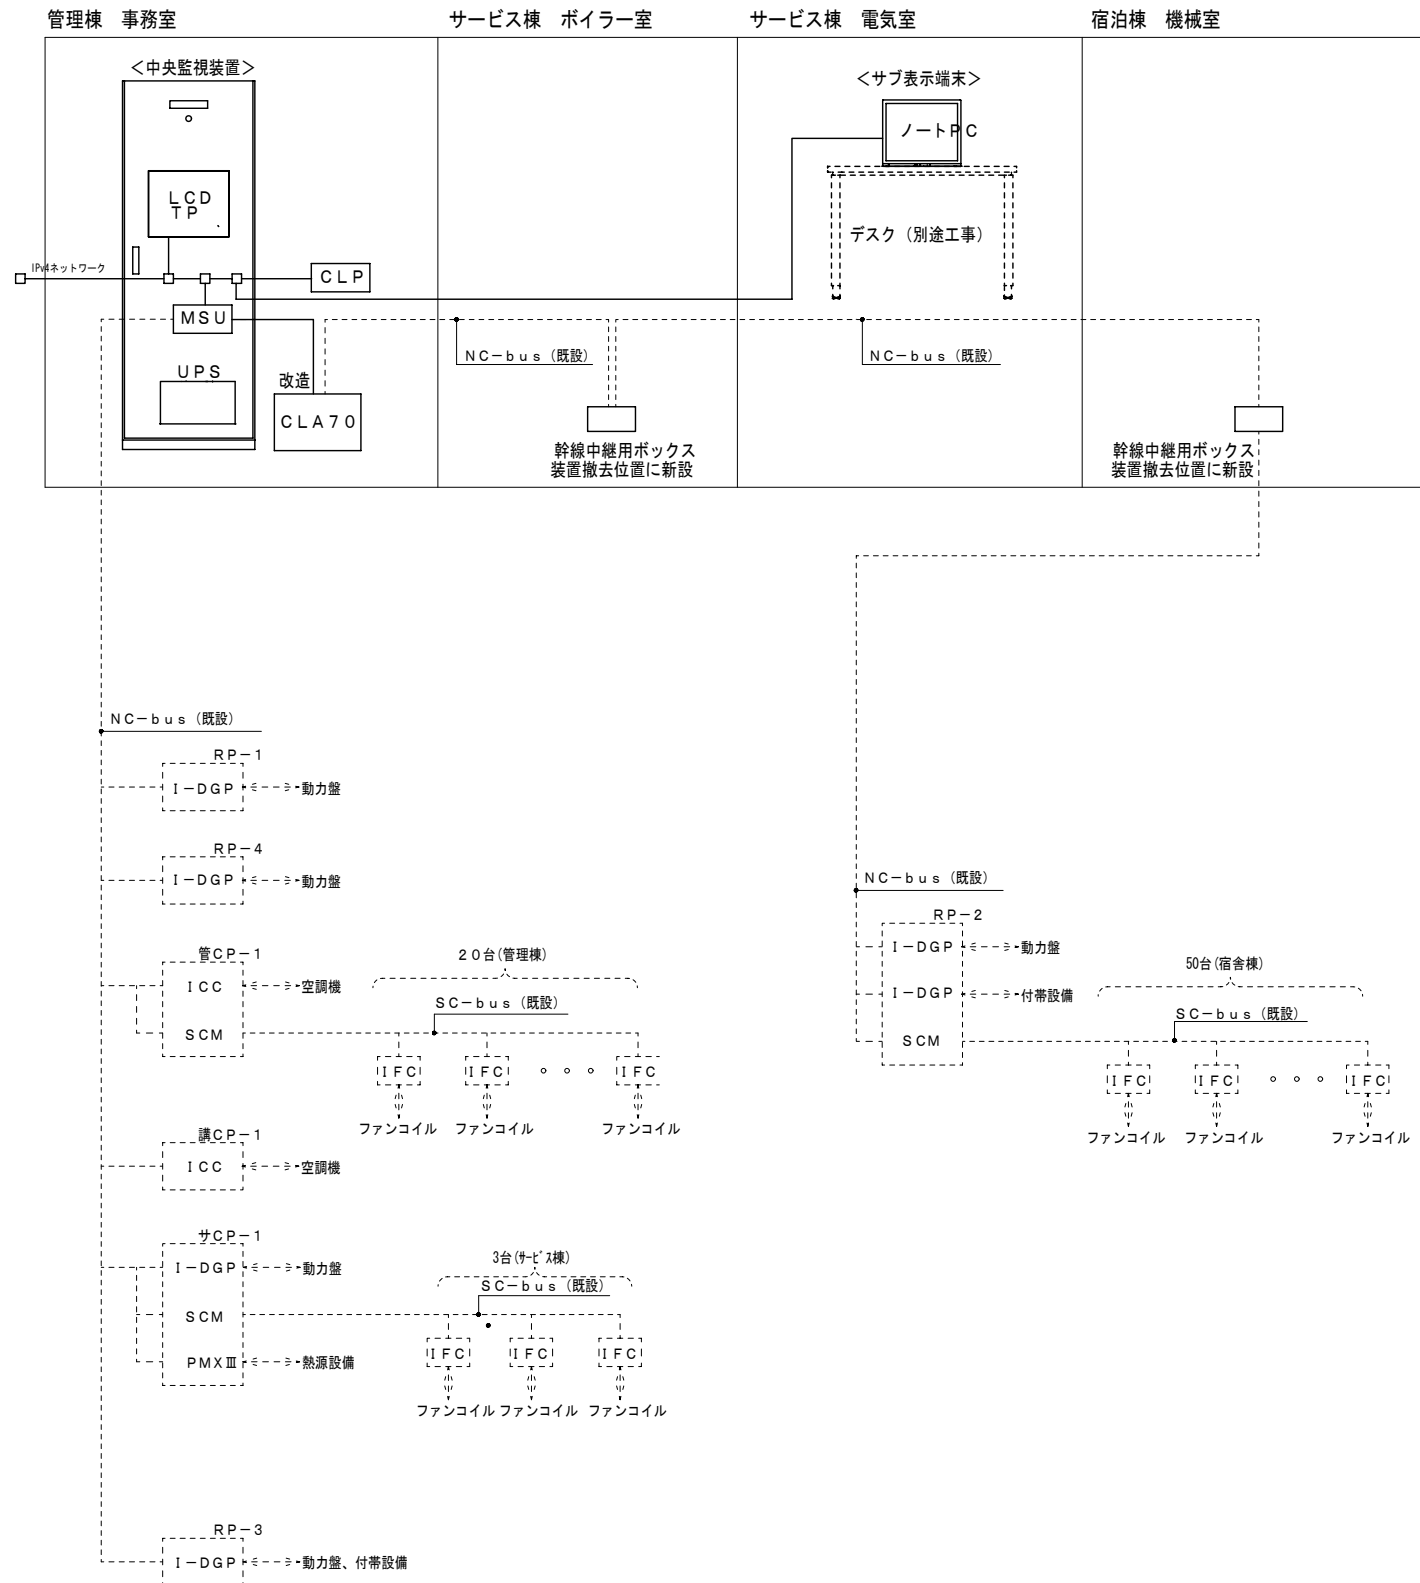 管理棟　事務室
サービス棟　ボイラー室
サービス棟　電気室
宿泊棟　機械室
＜中央監視装置＞
＜サブ表示端末＞
ノートＰＣ
ＬＣＤ
ＴＰ
デスク（別途工事）
IPv4ネットワーク
ＣＬＰ
ＭＳＵ
ＮＣ－ｂｕｓ（既設）
ＮＣ－ｂｕｓ（既設）
ＵＰＳ
改造
ＣＬＡ７０
幹線中継用ボックス
装置撤去位置に新設
幹線中継用ボックス
装置撤去位置に新設
ＮＣ－ｂｕｓ（既設）
ＲＰ－１
Ｉ－ＤＧＰ
動力盤
ＲＰ－４
Ｉ－ＤＧＰ
動力盤
管ＣＰ－１
ＩＣＣ
空調機
ＳＣＭ
２０台(管理棟)
ＳＣ－ｂｕｓ（既設）
ＩＦＣ
ＩＦＣ
ＩＦＣ
ファンコイル
ファンコイル
ファンコイル
講ＣＰ－１
ＩＣＣ
空調機
サＣＰ－１
Ｉ－ＤＧＰ
動力盤
ＳＣＭ
ＰＭＸⅢ
熱源設備
3台(ｻｰﾋﾞｽ棟)
ＳＣ－ｂｕｓ（既設）
ＩＦＣ
ＩＦＣ
ＩＦＣ
ファンコイル
ファンコイル
ファンコイル
ＲＰ－３
Ｉ－ＤＧＰ
動力盤、付帯設備
ＮＣ－ｂｕｓ（既設）
ＲＰ－２
Ｉ－ＤＧＰ
動力盤
Ｉ－ＤＧＰ
付帯設備
ＳＣＭ
50台(宿舎棟)
ＳＣ－ｂｕｓ（既設）
ＩＦＣ
ＩＦＣ
ＩＦＣ
ファンコイル
ファンコイル
ファンコイル